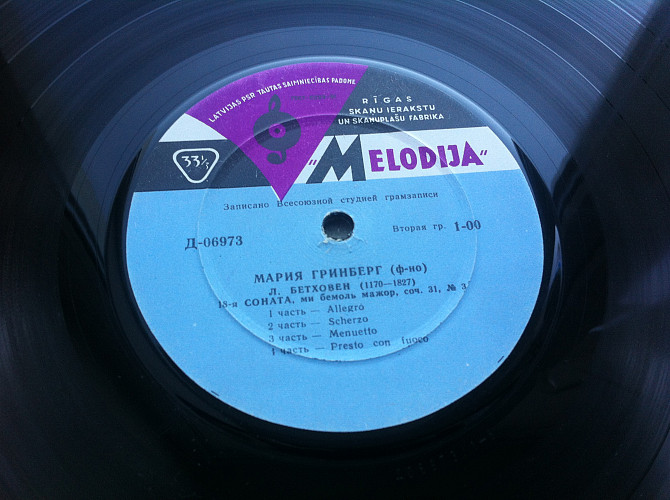 LATVIJAS PSR TAUTAS SAIMNIECĪBAS PADOME
RĪGAS
SKAŅU IERAKSTU
UN SKAŅUPLAŠU FABRIKA
33⅓
"MELODIJA"
Записано Всесоюзной студией грамзаписи
Д-06973
Вторая гр. 1-00
МАРИЯ ГРИНБЕРГ (ф-но)
Л. БЕТХОВЕН (1170—1827)
18-я СОНАТА, ми бемоль мажор, соч. 31, № 3
1 часть — Allegro
2 часть — Scherzo
3 часть — Menuetto
часть — Presto con fuoco